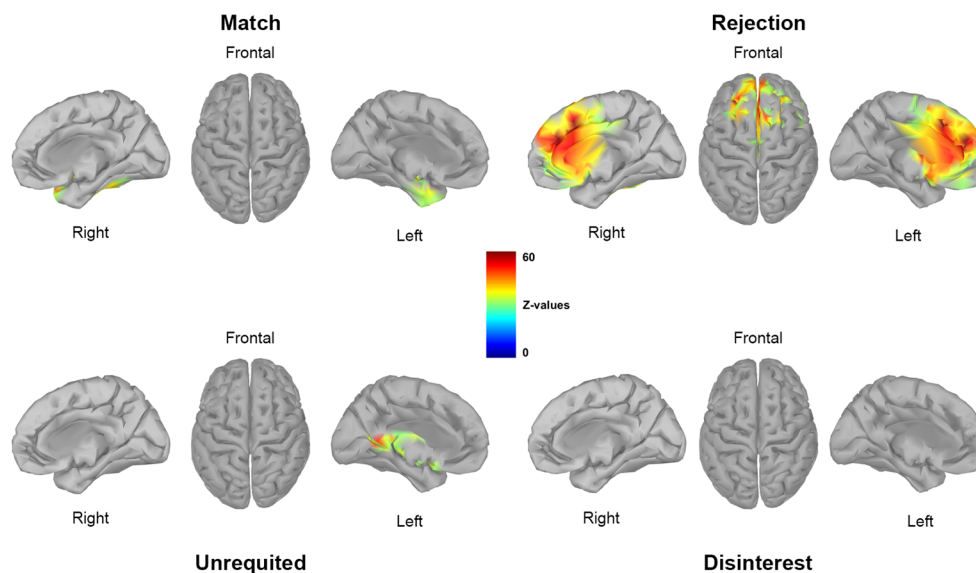 Match
Rejection
Frontal
Frontal
Right
Left
Right
Left
60
Z-values
0
Frontal
Frontal
Right
Left
Right
Left
Unrequited
Disinterest